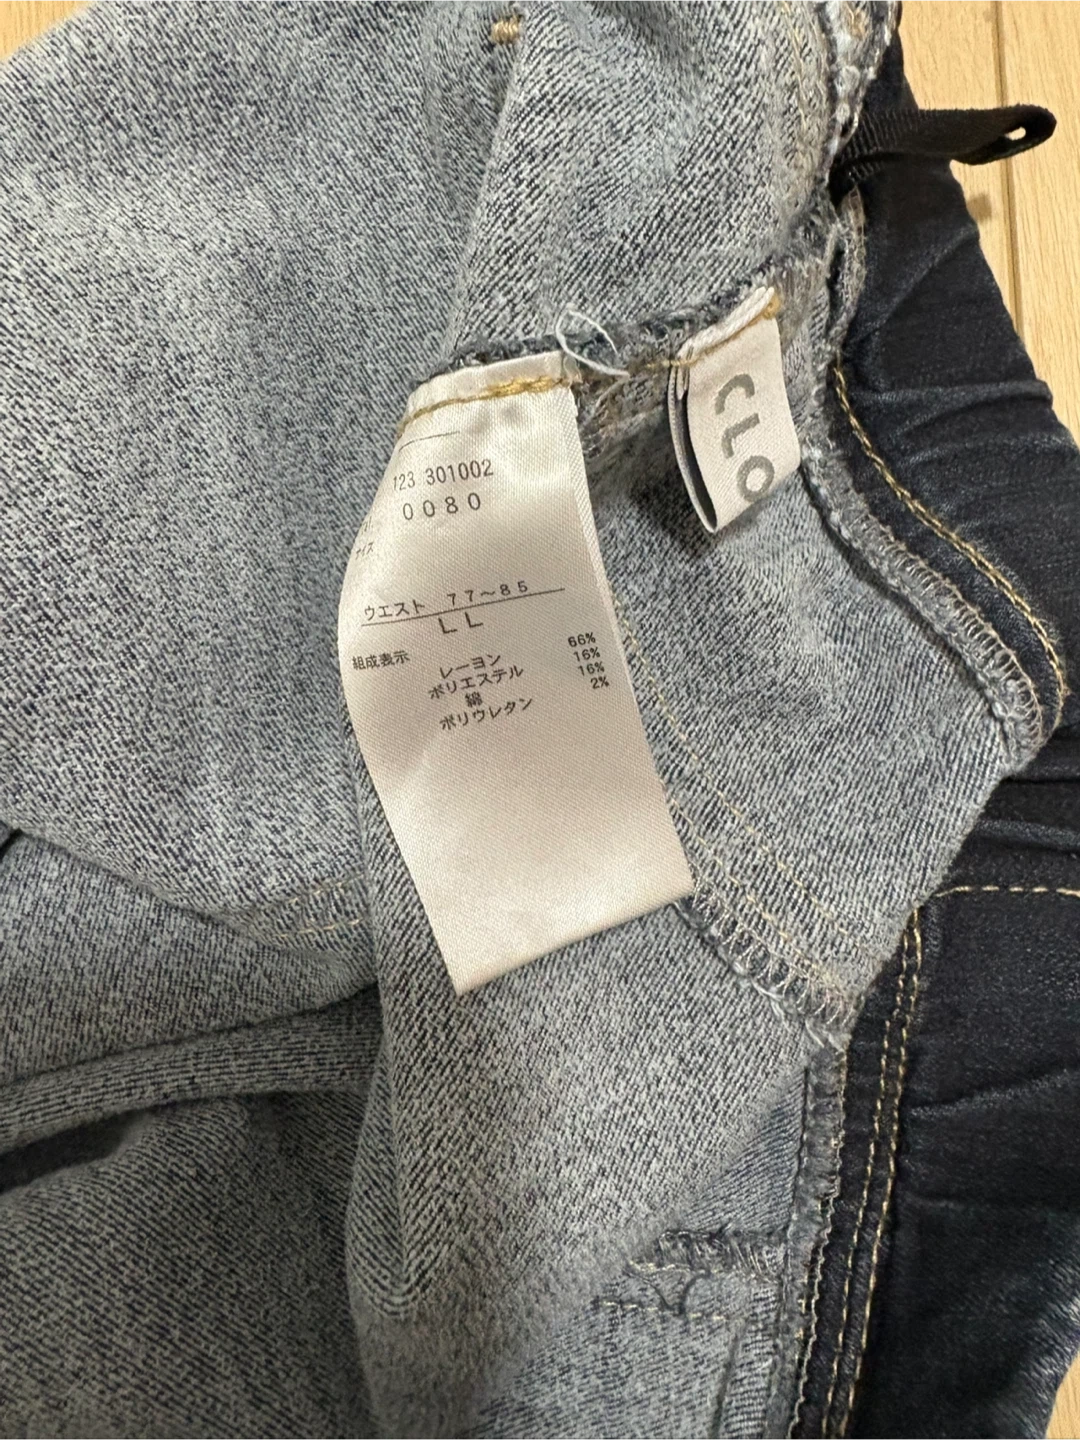 123 301002
0080
ウエスト 77~85
LL
組成表示
レーヨン 66%
ポリエステル 16%
綿 16%
ポリウレタン 2%
CLO